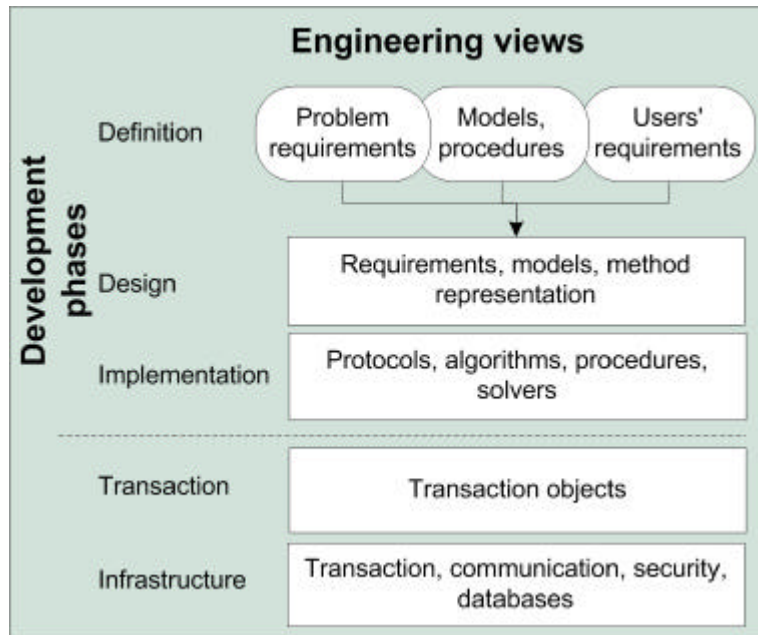 Engineering views
Development
phases
Definition
Problem
requirements
Models,
procedures
Users'
requirements
Design
Requirements, models, method
representation
Implementation
Protocols, algorithms, procedures,
solvers
Transaction
Transaction objects
Infrastructure
Transaction, communication, security,
databases